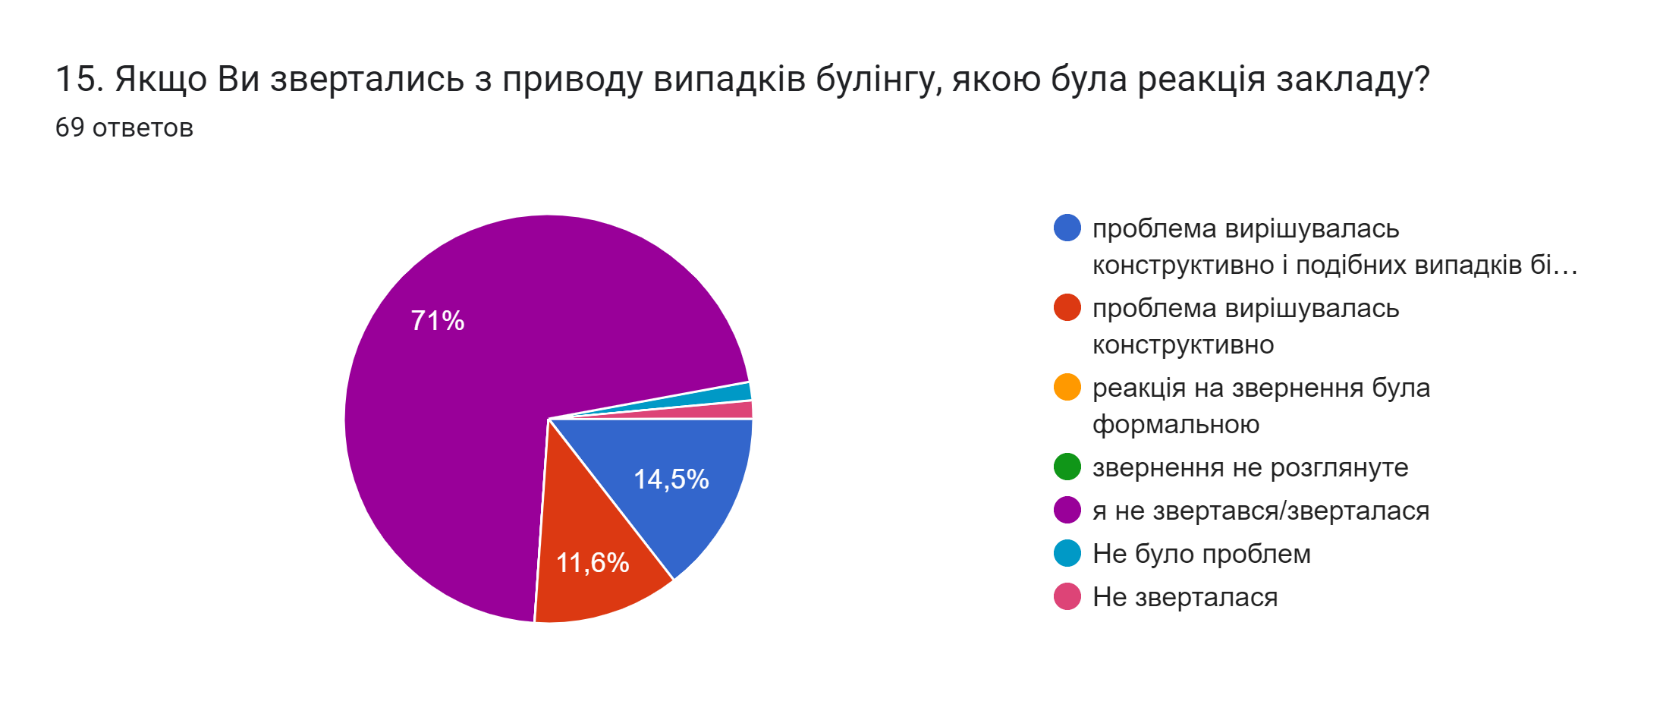 15. Якщо Ви звертались з приводу випадків булінгу, якою була реакція закладу?
69 ответов
71%
14,5%
11,6%
проблема вирішувалась
конструктивно і подібних випадків бі…
проблема вирішувалась
конструктивно
реакція на звернення була
формальною
звернення не розглянуте
я не звертався/зверталася
Не було проблем
Не зверталася